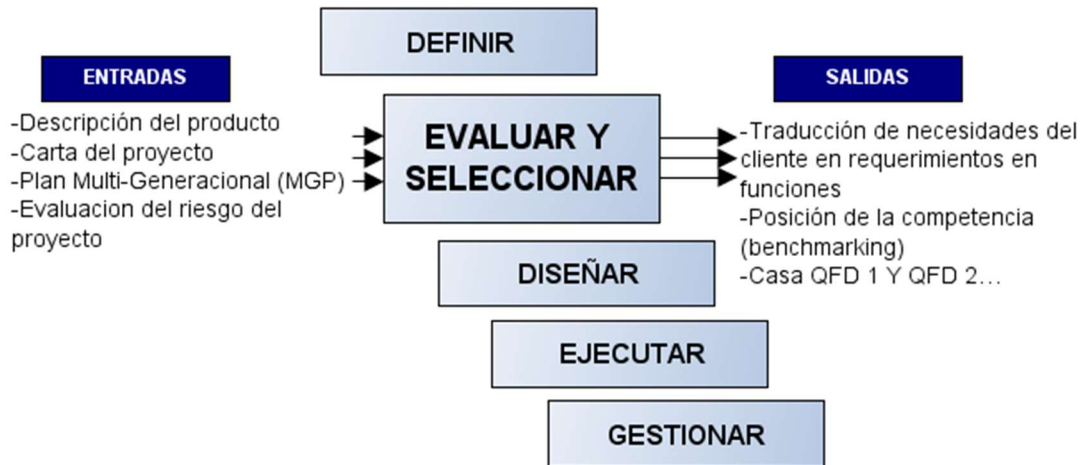 DEFINIR
ENTRADAS
-Descripción del producto
-Carta del proyecto
-Plan Multi-Generacional (MGP)
-Evaluacion del riesgo del
proyecto
EVALUAR Y
SELECCIONAR
SALIDAS
-Traducción de necesidades del
cliente en requerimientos en
funciones
-Posición de la competencia
(benchmarking)
-Casa QFD 1 Y QFD 2...
DISEÑAR
EJECUTAR
GESTIONAR